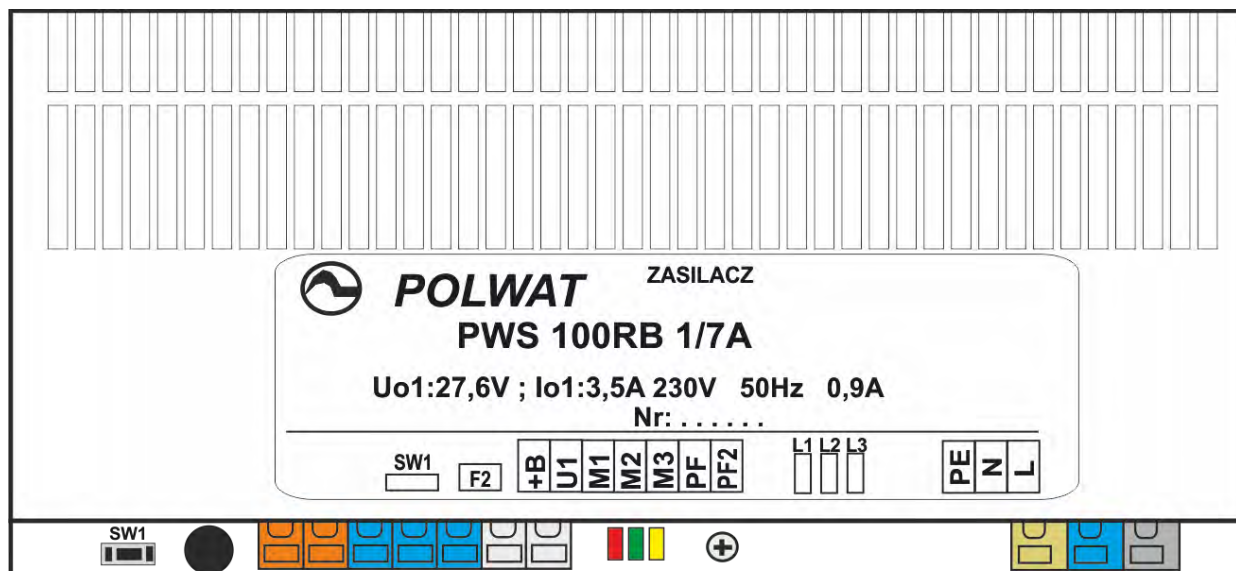 ZASILACZ
POLWAT
PWS 100RB 1/7A
Uo1:27,6V ; Io1:3,5A 230V 50Hz 0,9A
Nr: . . . . . .
SW1 F2 +B U1 M1 M2 M3 PF PF2 L1 L2 L3 PE N L
SW1